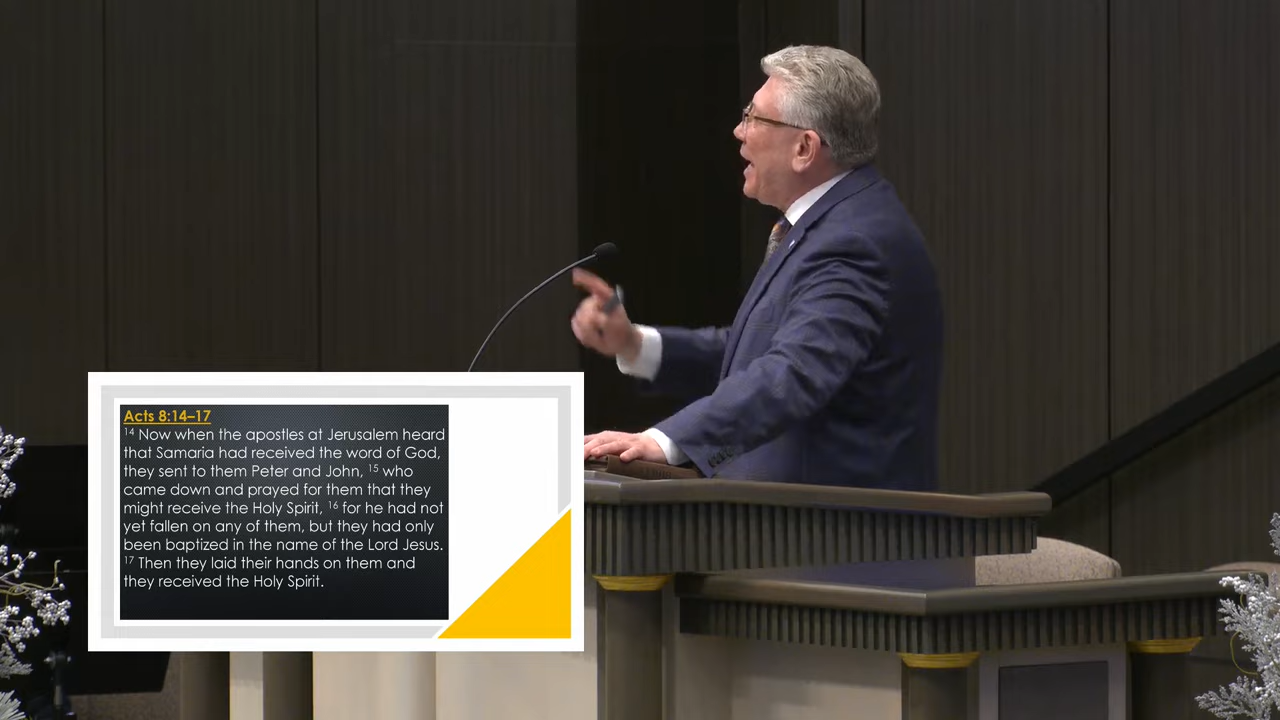 Acts 8:14–17
14 Now when the apostles at Jerusalem heard
that Samaria had received the word of God,
they sent to them Peter and John, 15 who
came down and prayed for them that they
might receive the Holy Spirit, 16 for he had not
yet fallen on any of them, but they had only
been baptized in the name of the Lord Jesus.
17 Then they laid their hands on them and
they received the Holy Spirit.